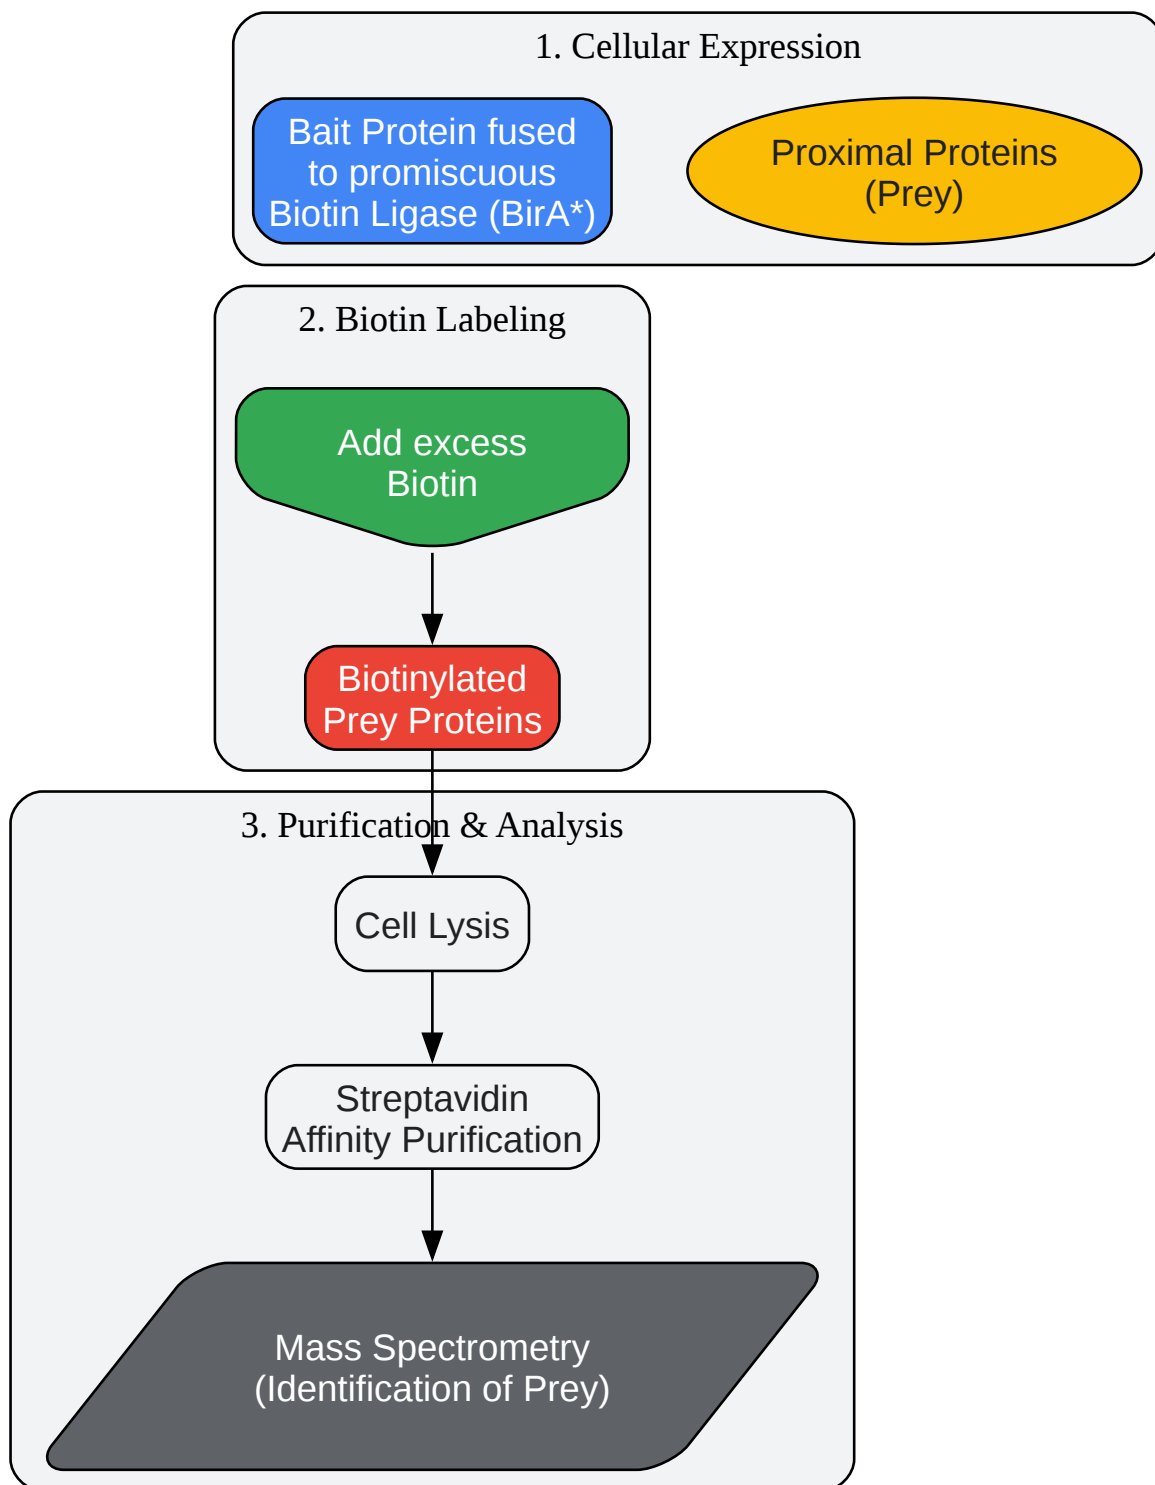 1. Cellular Expression
Bait Protein fused
to promiscuous
Biotin Ligase (BirA*)
Proximal Proteins
(Prey)
2. Biotin Labeling
Add excess
Biotin
Biotinylated
Prey Proteins
3. Purification & Analysis
Cell Lysis
Streptavidin
Affinity Purification
Mass Spectrometry
(Identification of Prey)